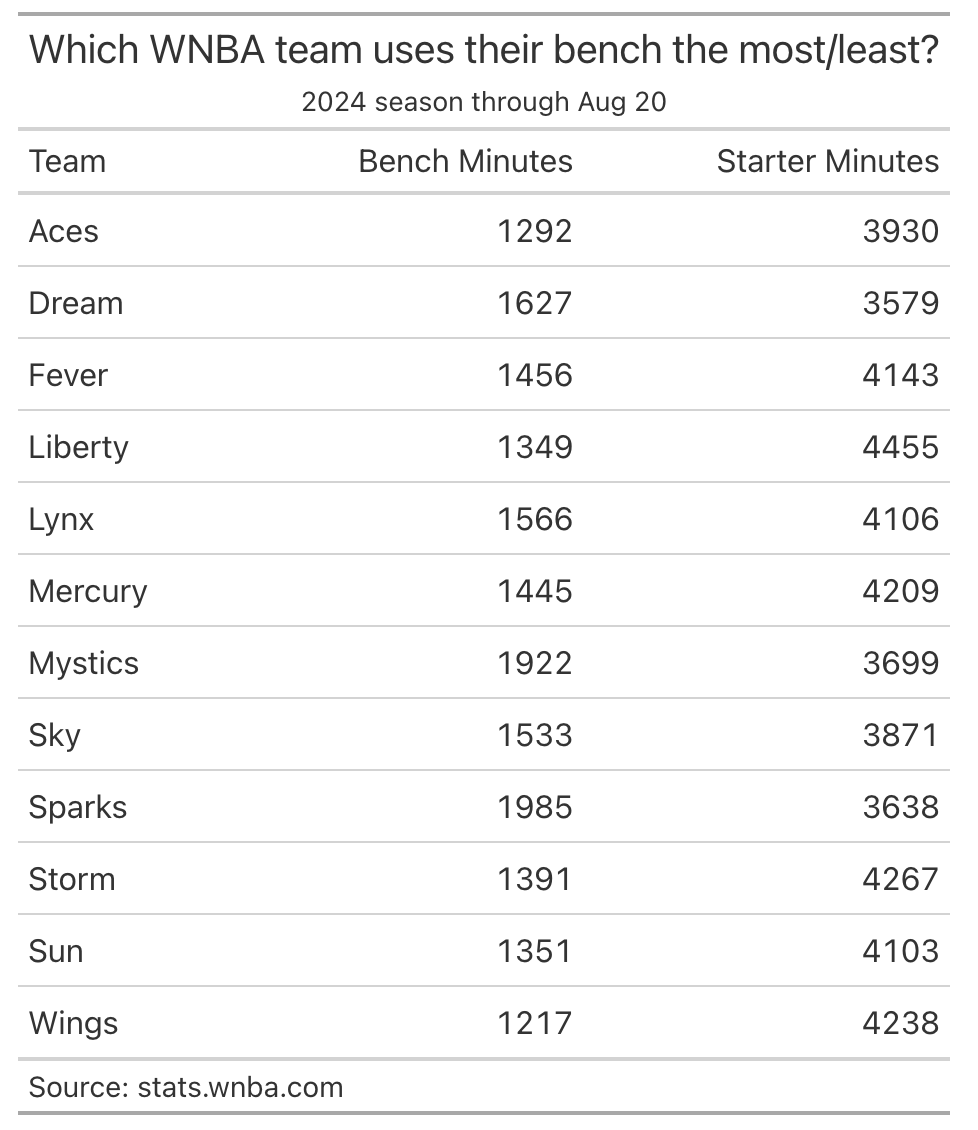 Which WNBA team uses their bench the most/least?
2024 season through Aug 20
Team Bench Minutes Starter Minutes
Aces 1292 3930
Dream 1627 3579
Fever 1456 4143
Liberty 1349 4455
Lynx 1566 4106
Mercury 1445 4209
Mystics 1922 3699
Sky 1533 3871
Sparks 1985 3638
Storm 1391 4267
Sun 1351 4103
Wings 1217 4238
Source: stats.wnba.com